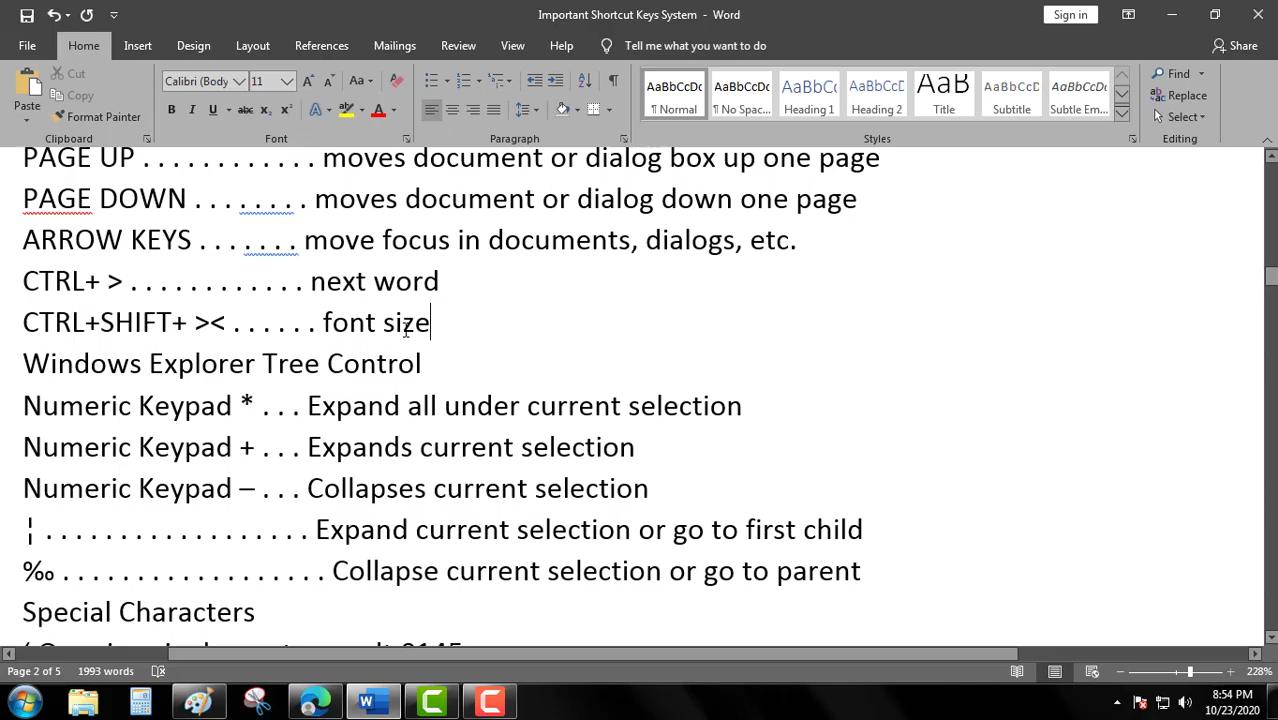 Important Shortcut Keys System - Word
Sign in
File Home Insert Design Layout References Mailings Review View Help Tell me what you want to do Share
Paste
Cut
Copy
Format Painter
Clipboard
Calibri (Body 11
Font
Paragraph
AaBbCcDc ¶ Normal
AaBbCcDc ¶ No Spac...
AaBbCc Heading 1
AaBbCcD Heading 2
AaB Title
AaBbCcD Subtitle
AaBbCcD Subtle Em...
Styles
Find
Replace
Select
Editing
PAGE UP . . . . . . . . . . . . moves document or dialog box up one page
PAGE DOWN . . . . . . . . moves document or dialog down one page
ARROW KEYS . . . . . . . move focus in documents, dialogs, etc.
CTRL+ > . . . . . . . . . . . . next word
CTRL+SHIFT+ >< . . . . . . font size
Windows Explorer Tree Control
Numeric Keypad * . . . Expand all under current selection
Numeric Keypad + . . . Expands current selection
Numeric Keypad – . . . Collapses current selection
¦ . . . . . . . . . . . . . . . . . . Expand current selection or go to first child
‰ . . . . . . . . . . . . . . . . . . Collapse current selection or go to parent
Special Characters
Page 2 of 5 1993 words 228%
8:54 PM
10/23/2020